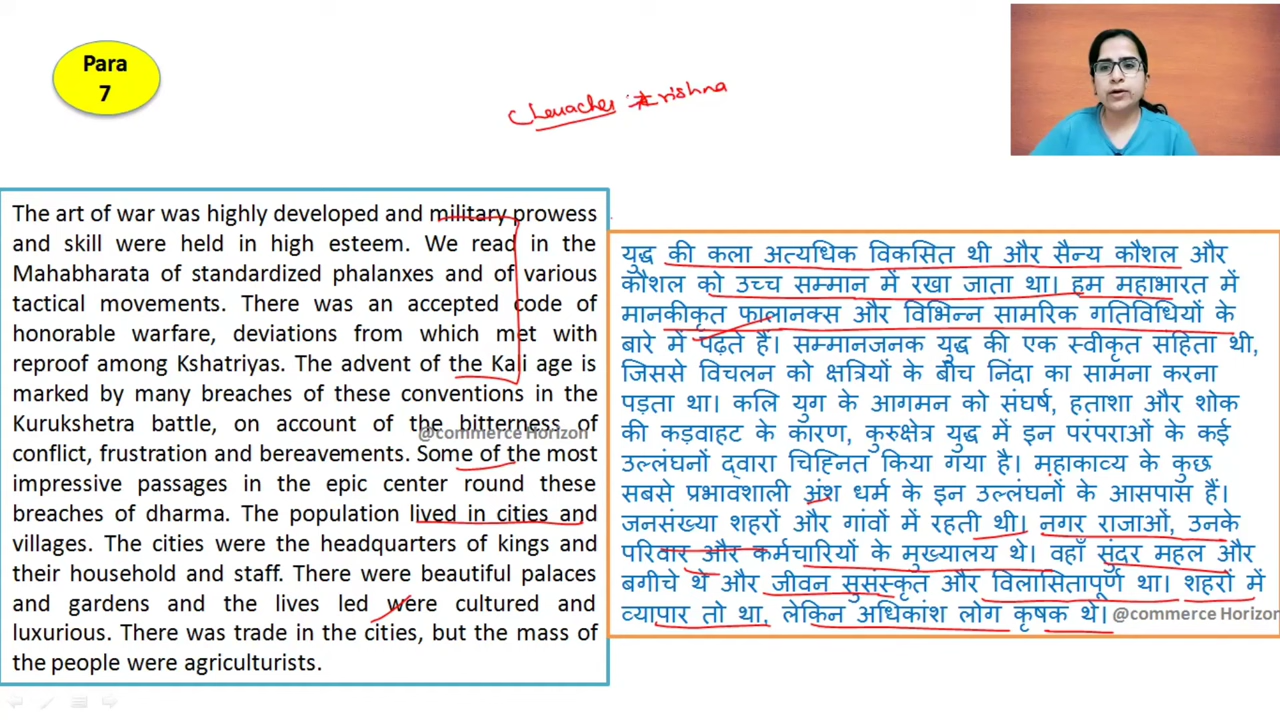 Para
7
rishna
The art of war was highly developed and military prowess
and skill were held in high esteem. We read in the
Mahabharata of standardized phalanxes and of various
tactical movements. There was an accepted code of
honorable warfare, deviations from which met with
reproof among Kshatriyas. The advent of the Kali age is
marked by many breaches of these conventions in the
Kurukshetra battle, on account of the bitterness of
@commerce Horizon
conflict, frustration and bereavements. Some of the most
impressive passages in the epic center round these
breaches of dharma. The population lived in cities and
villages. The cities were the headquarters of kings and
their household and staff. There were beautiful palaces
and gardens and the lives led were cultured and
luxurious. There was trade in the cities, but the mass of
the people were agriculturists.
युद्ध की कला अत्यधिक विकसित थी और सैन्य कौशल और
कौशल को उच्च सम्मान में रखा जाता था। हम महाभारत में
मानकीकृत फालानक्स और विभिन्न सामरिक गतिविधियों के
बारे में पढ़ते हैं। सम्मानजनक युद्ध की एक स्वीकृत संहिता थी,
जिससे विचलन को क्षत्रियों के बीच निंदा का सामना करना
पड़ता था। कलि युग के आगमन को संघर्ष, हताशा और शोक
की कड़वाहट के कारण, कुरुक्षेत्र युद्ध में इन परंपराओं के कई
उल्लंघनों द्वारा चिह्नित किया गया है। महाकाव्य के कुछ
सबसे प्रभावशाली अंश धर्म के इन उल्लंघनों के आसपास हैं।
जनसंख्या शहरों और गांवों में रहती थी। नगर राजाओं, उनके
परिवार और कर्मचारियों के मुख्यालय थे। वहाँ सुंदर महल और
बगीचे थे और जीवन सुसंस्कृत और विलासितापूर्ण था। शहरों में
व्यापार तो था, लेकिन अधिकांश लोग कृषक थे।
@commerce Horizon